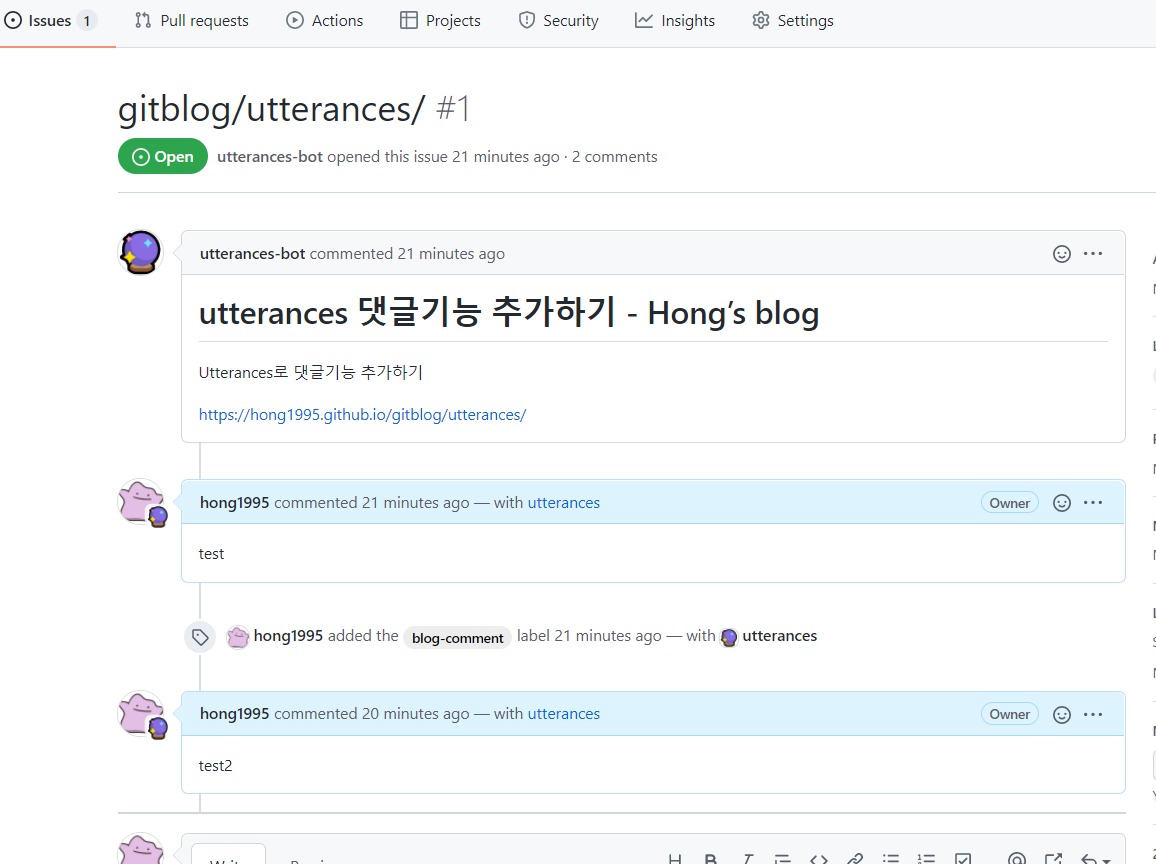 Issues 1 Pull requests Actions Projects Security Insights Settings
gitblog/utterances/ #1
Open utterances-bot opened this issue 21 minutes ago · 2 comments
utterances-bot commented 21 minutes ago
utterances 댓글기능 추가하기 - Hong’s blog
Utterances로 댓글기능 추가하기
https://hong1995.github.io/gitblog/utterances/
hong1995 commented 21 minutes ago — with utterances Owner
test
hong1995 added the blog-comment label 21 minutes ago — with utterances
hong1995 commented 20 minutes ago — with utterances Owner
test2